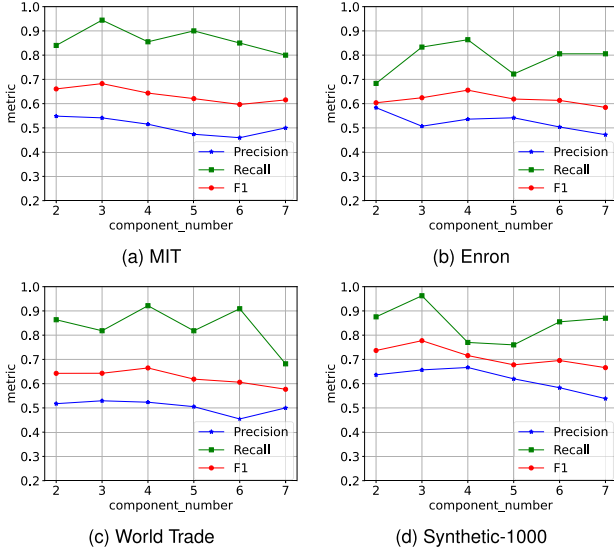 1.0
0.9
0.8
0.7
0.6
0.5
0.4
0.3
0.2
metric
2 3 4 5 6 7
component_number
Precision
Recall
F1
(a) MIT
1.0
0.9
0.8
0.7
0.6
0.5
0.4
0.3
0.2
metric
2 3 4 5 6 7
component_number
Precision
Recall
F1
(b) Enron
1.0
0.9
0.8
0.7
0.6
0.5
0.4
0.3
0.2
metric
2 3 4 5 6 7
component_number
Precision
Recall
F1
(c) World Trade
1.0
0.9
0.8
0.7
0.6
0.5
0.4
0.3
0.2
metric
2 3 4 5 6 7
component_number
Precision
Recall
F1
(d) Synthetic-1000